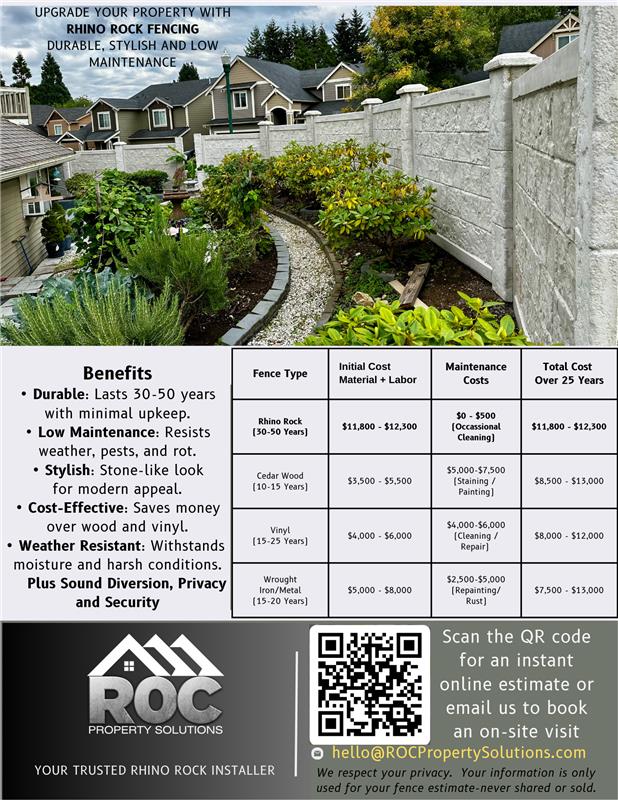 UPGRADE YOUR PROPERTY WITH
RHINO ROCK FENCING
DURABLE, STYLISH AND LOW
MAINTENANCE
Benefits
• Durable: Lasts 30-50 years
with minimal upkeep.
• Low Maintenance: Resists
weather, pests, and rot.
• Stylish: Stone-like look
for modern appeal.
• Cost-Effective: Saves money
over wood and vinyl.
• Weather Resistant: Withstands
moisture and harsh conditions.
Plus Sound Diversion, Privacy
and Security
Fence Type
Initial Cost
Material + Labor
Maintenance
Costs
Total Cost
Over 25 Years
Rhino Rock
[30-50 Years]
$11,800 - $12,300
$0 - $500
[Occassional
Cleaning]
$11,800 - $12,300
Cedar Wood
[10-15 Years]
$3,500 - $5,500
$5,000-$7,500
[Staining /
Painting]
$8,500 - $13,000
Vinyl
[15-25 Years]
$4,000 - $6,000
$4,000-$6,000
[Cleaning /
Repair]
$8,000 - $12,000
Wrought
Iron/Metal
[15-20 Years]
$5,000 - $8,000
$2,500-$5,000
[Repainting/
Rust]
$7,500 - $13,000
ROC
PROPERTY SOLUTIONS
YOUR TRUSTED RHINO ROCK INSTALLER
Scan the QR code
for an instant
online estimate or
email us to book
an on-site visit
hello@ROCPropertySolutions.com
We respect your privacy. Your information is only
used for your fence estimate-never shared or sold.